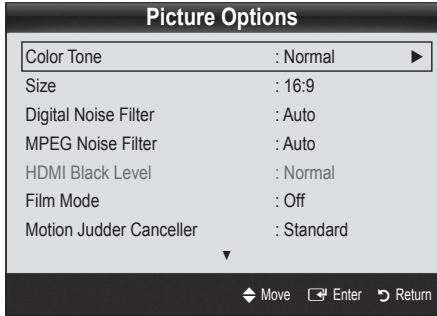 Picture Options
Color Tone : Normal ►
Size : 16:9
Digital Noise Filter : Auto
MPEG Noise Filter : Auto
HDMI Black Level : Normal
Film Mode : Off
Motion Judder Canceller : Standard
▼
Move Enter Return